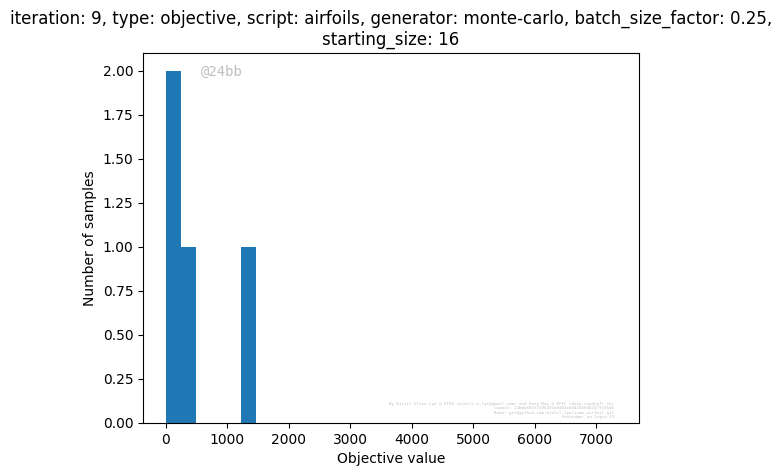 iteration: 9, type: objective, script: airfoils, generator: monte-carlo, batch_size_factor: 0.25,
starting_size: 16
@24bb
2.00
1.75
1.50
1.25
1.00
0.75
0.50
0.25
0.00
Number of samples
0 1000 2000 3000 4000 5000 6000 7000
Objective value